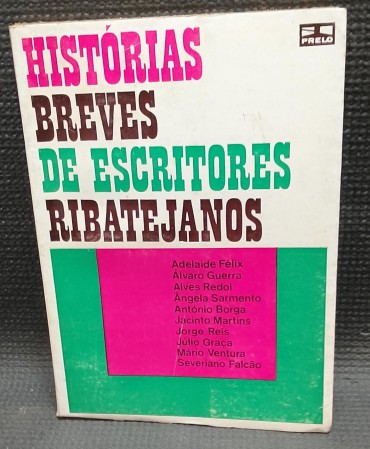 PRELO
HISTÓRIAS
BREVES
DE ESCRITORES
RIBATEJANOS
Adelaide Félix
Álvaro Guerra
Alves Redol
Ângela Sarmento
António Borga
Jacinto Martins
Jorge Reis
Júlio Graça
Mário Ventura
Severiano Falcão